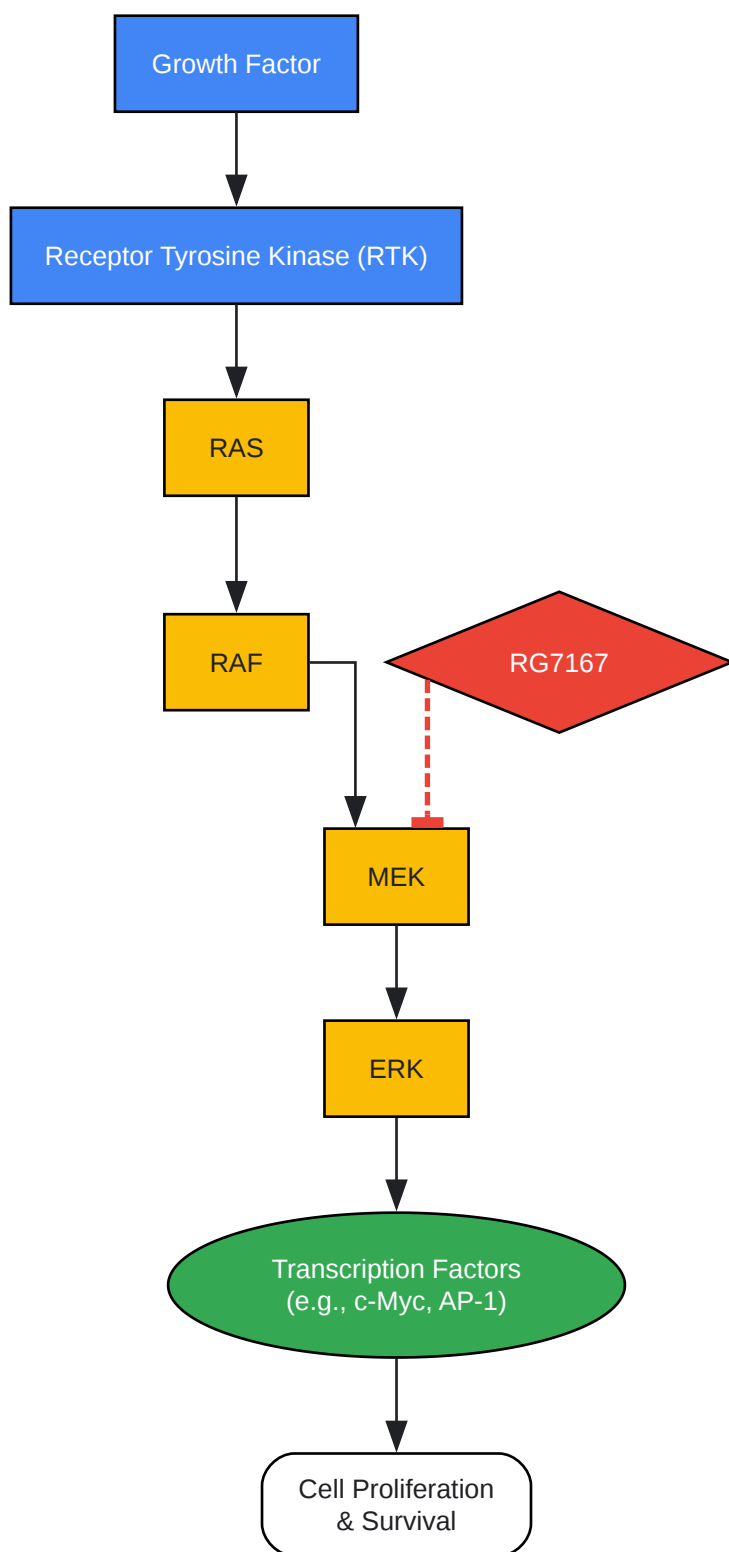 Growth Factor
Receptor Tyrosine Kinase (RTK)
RAS
RAF
RG7167
MEK
ERK
Transcription Factors
(e.g., c-Myc, AP-1)
Cell Proliferation
& Survival